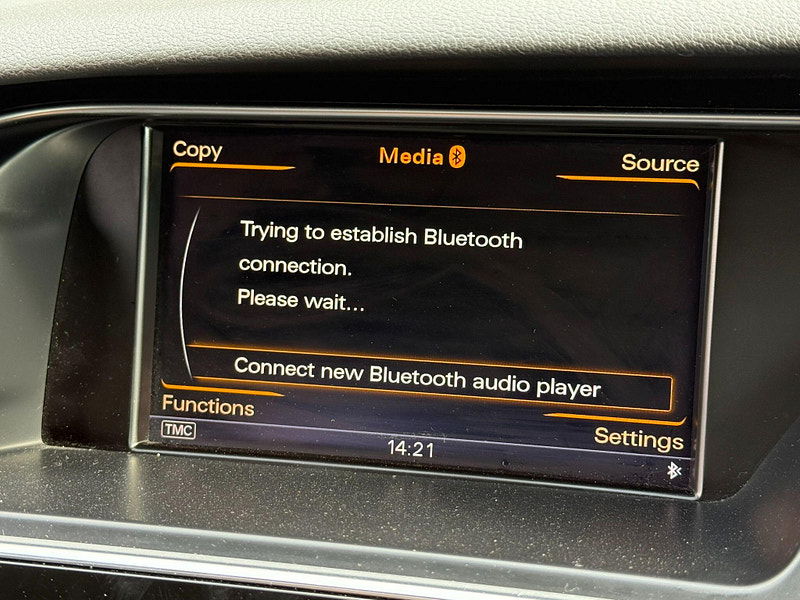 Copy
Media
Source
Trying to establish Bluetooth
connection.
Please wait...
Connect new Bluetooth audio player
Functions
Settings
TMC
14:21